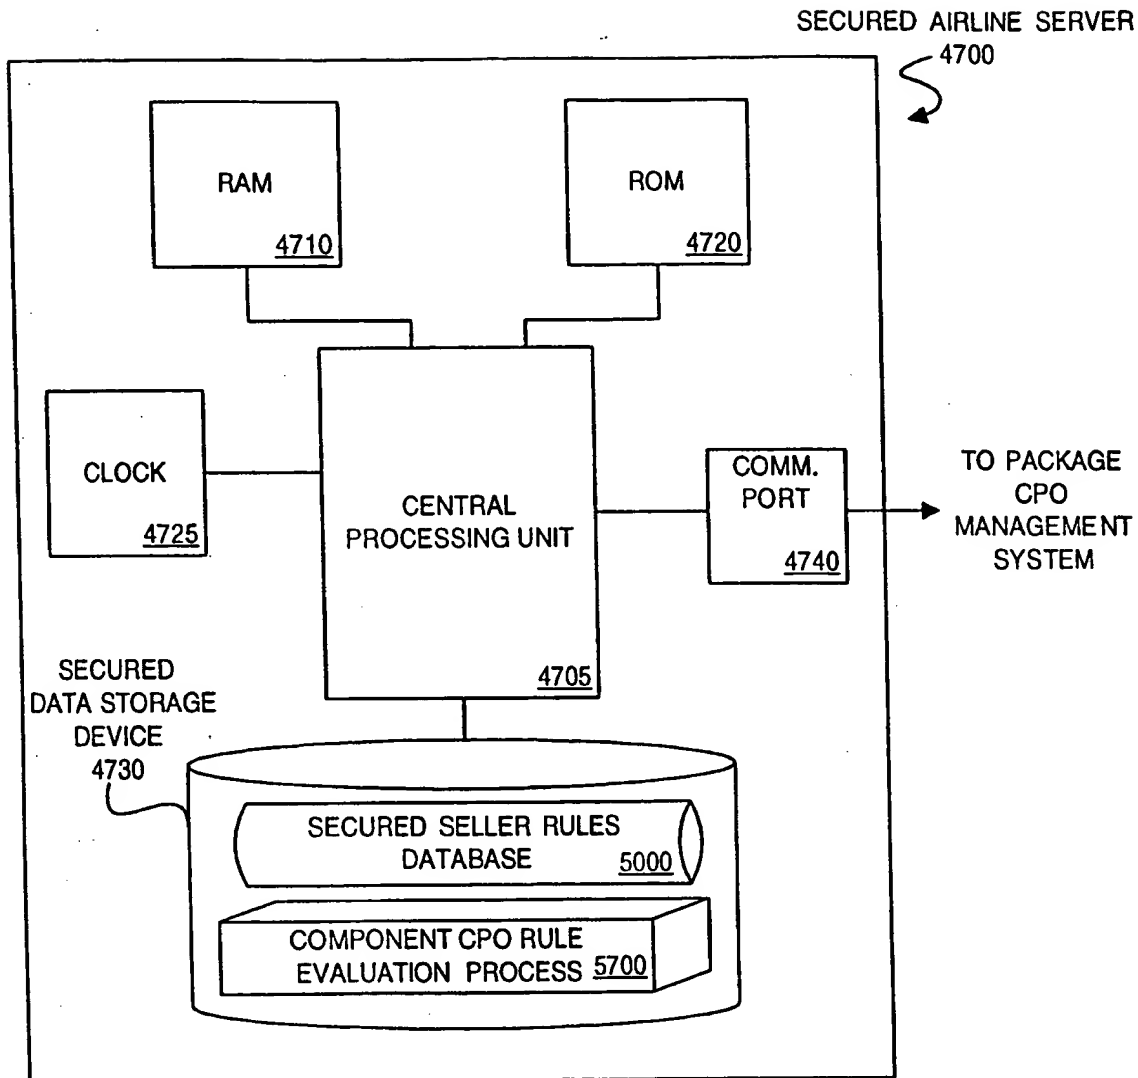 SECURED AIRLINE SERVER
4700
RAM
4710
ROM
4720
CLOCK
4725
CENTRAL
PROCESSING UNIT
4705
COMM.
PORT
4740
TO PACKAGE
CPO
MANAGEMENT
SYSTEM
SECURED
DATA STORAGE
DEVICE
4730
SECURED SELLER RULES
DATABASE 5000
COMPONENT CPO RULE
EVALUATION PROCESS 5700